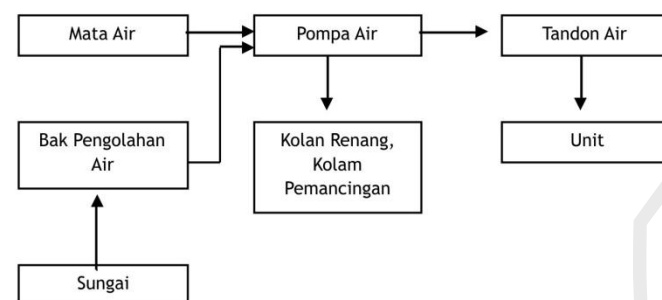 Mata Air
Pompa Air
Tandon Air
Bak Pengolahan
Air
Kolan Renang,
Kolam
Pemancingan
Unit
Sungai